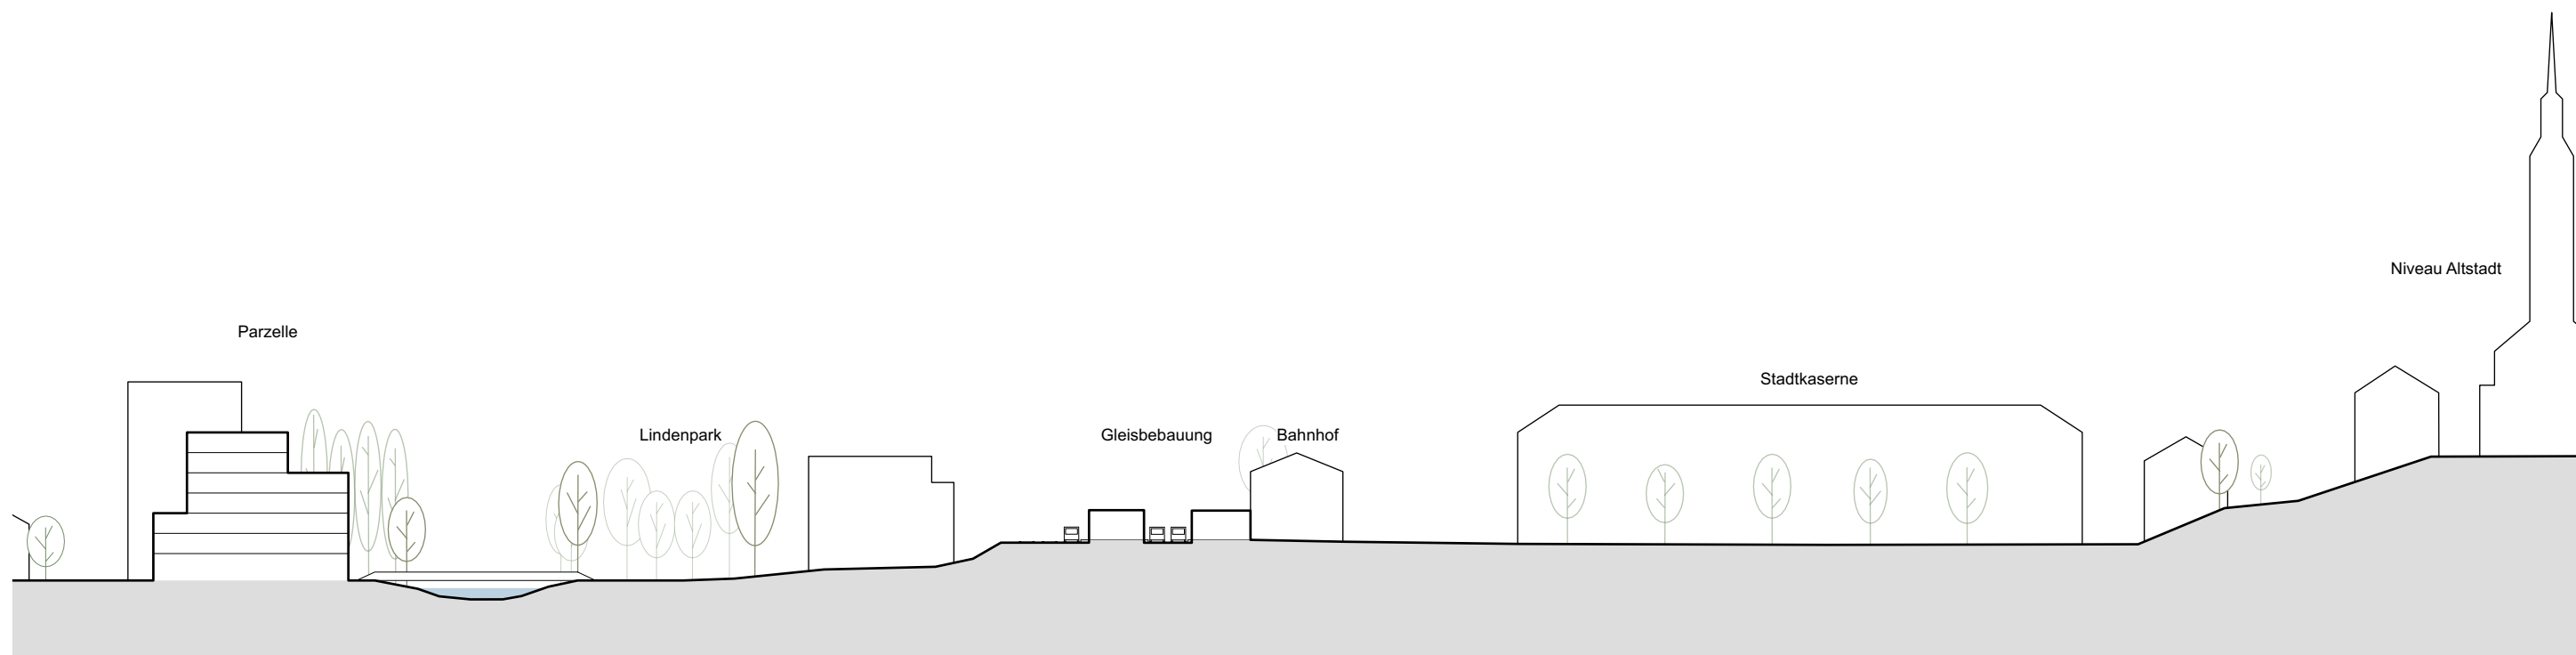 Parzelle
Lindenpark
Gleisbebauung
Bahnhof
Stadtkaserne
Niveau Altstadt